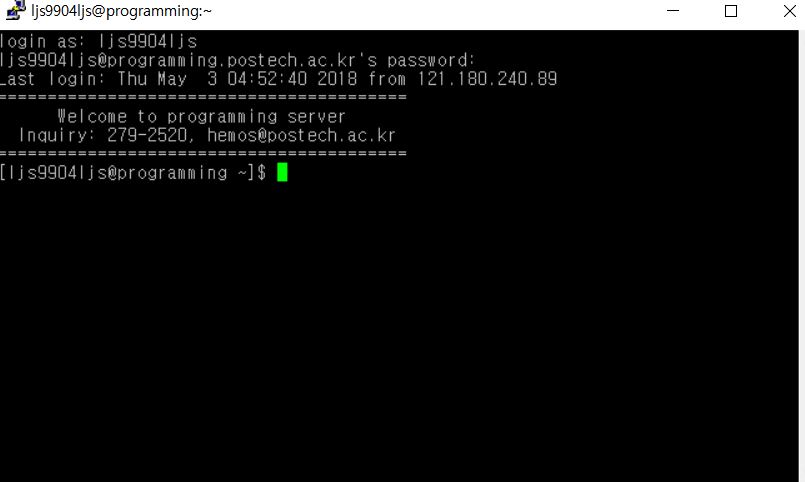 ljs9904ljs@programming:~
login as: ljs9904ljs
ljs9904ljs@programming.postech.ac.kr's password:
Last login: Thu May  3 04:52:40 2018 from 121.180.240.89
==========================================
Welcome to programming server
Inquiry: 279-2520, hemos@postech.ac.kr
==========================================
[ljs9904ljs@programming ~]$